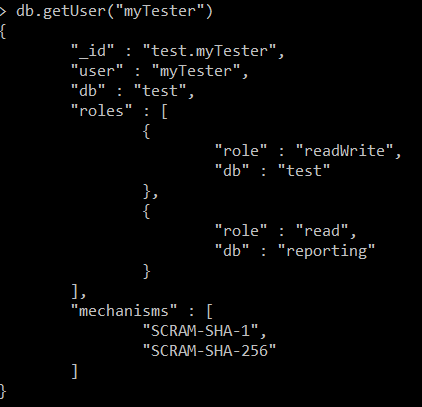 > db.getUser("myTester")
{
        "_id" : "test.myTester",
        "user" : "myTester",
        "db" : "test",
        "roles" : [
                {
                        "role" : "readWrite",
                        "db" : "test"
                },
                {
                        "role" : "read",
                        "db" : "reporting"
                }
        ],
        "mechanisms" : [
                "SCRAM-SHA-1",
                "SCRAM-SHA-256"
        ]
}